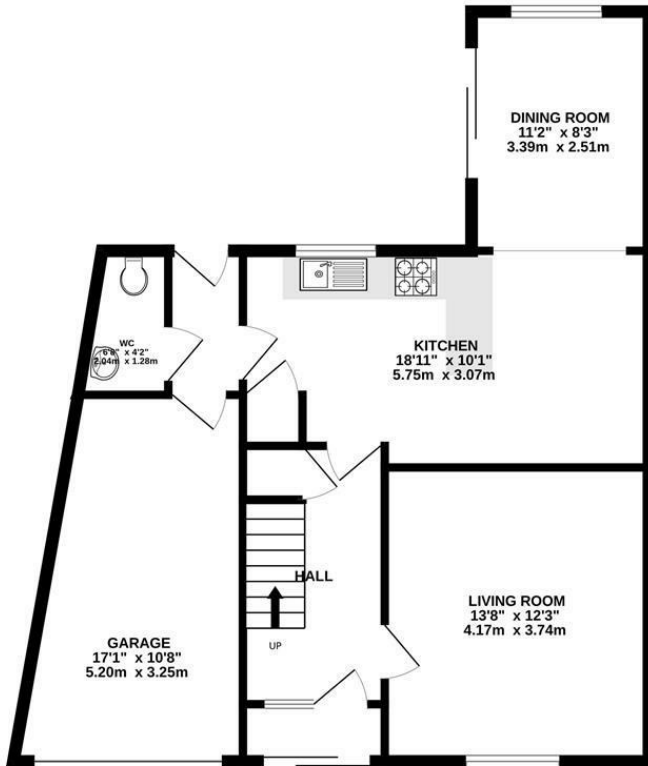 DINING ROOM
11'2" x 8'3"
3.39m x 2.51m
WC
6'8" x 4'2"
2.04m x 1.28m
KITCHEN
18'11" x 10'1"
5.75m x 3.07m
HALL
UP
LIVING ROOM
13'8" x 12'3"
4.17m x 3.74m
GARAGE
17'1" x 10'8"
5.20m x 3.25m